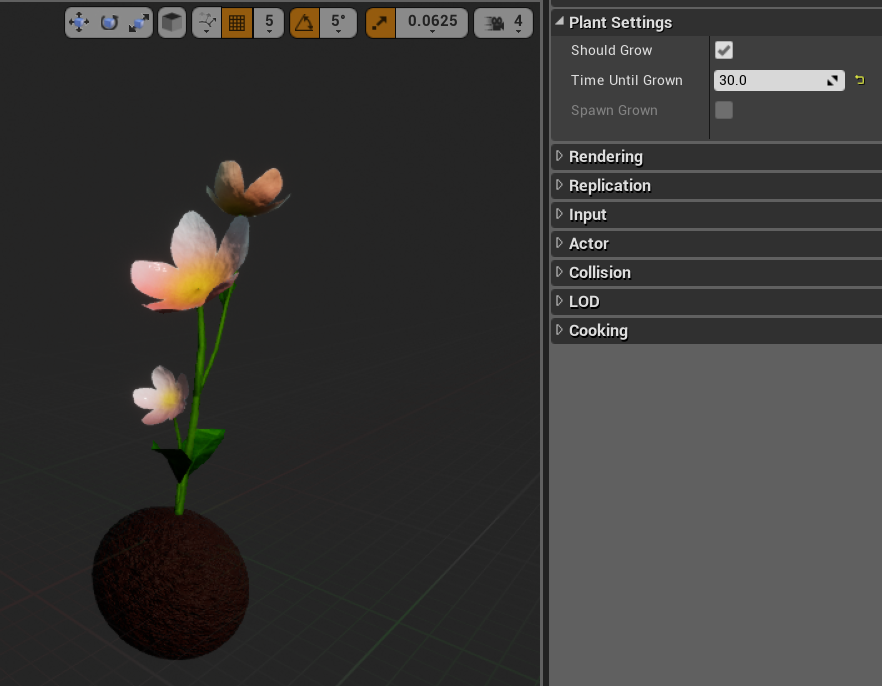 5 5° 0.0625 4
Plant Settings
Should Grow
Time Until Grown 30.0
Spawn Grown
Rendering
Replication
Input
Actor
Collision
LOD
Cooking